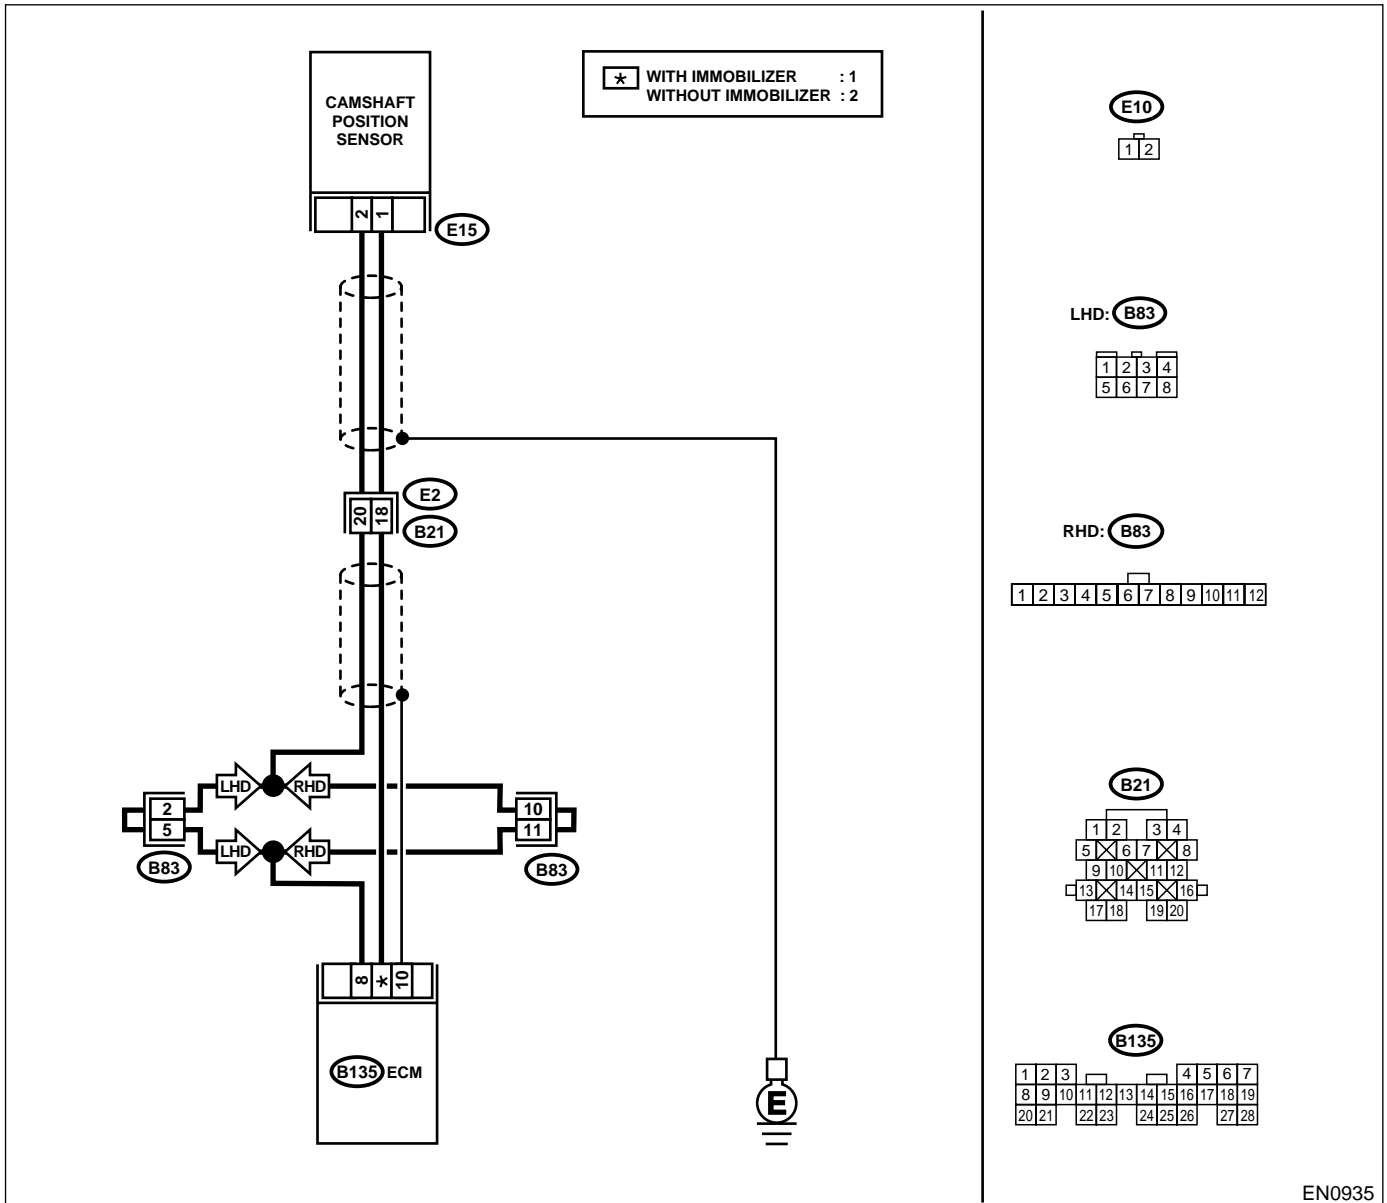 CAMSHAFT
POSITION
SENSOR
* WITH IMMOBILIZER : 1
WITHOUT IMMOBILIZER : 2
2 1
E15
E2
20 18
B21
LHD RHD
2
5
B83
10
11
B83
LHD RHD
8 * 10
B135 ECM
E
E10
1 2
LHD: B83
1 2 3 4
5 6 7 8
RHD: B83
1 2 3 4 5 6 7 8 9 10 11 12
B21
1 2 3 4
5 6 7 8
9 10 11 12
13 14 15 16
17 18 19 20
B135
1 2 3 4 5 6 7
8 9 10 11 12 13 14 15 16 17 18 19
20 21 22 23 24 25 26 27 28
EN0935